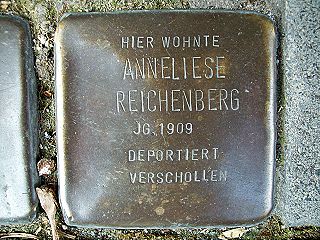 HIER WOHNTE
ANNELIESE
REICHENBERG
JG. 1909
DEPORTIERT
VERSCHOLLEN